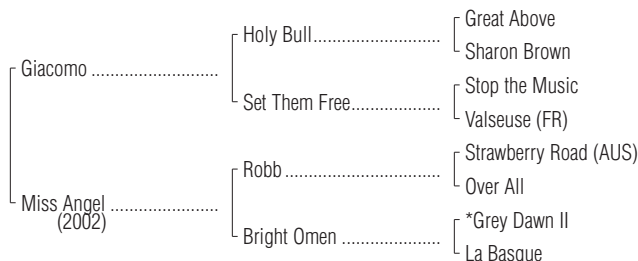 Great Above
Holy Bull
Sharon Brown
Giacomo
Stop the Music
Set Them Free
Valseuse (FR)
Strawberry Road (AUS)
Robb
Over All
Miss Angel
(2002)
*Grey Dawn II
Bright Omen
La Basque